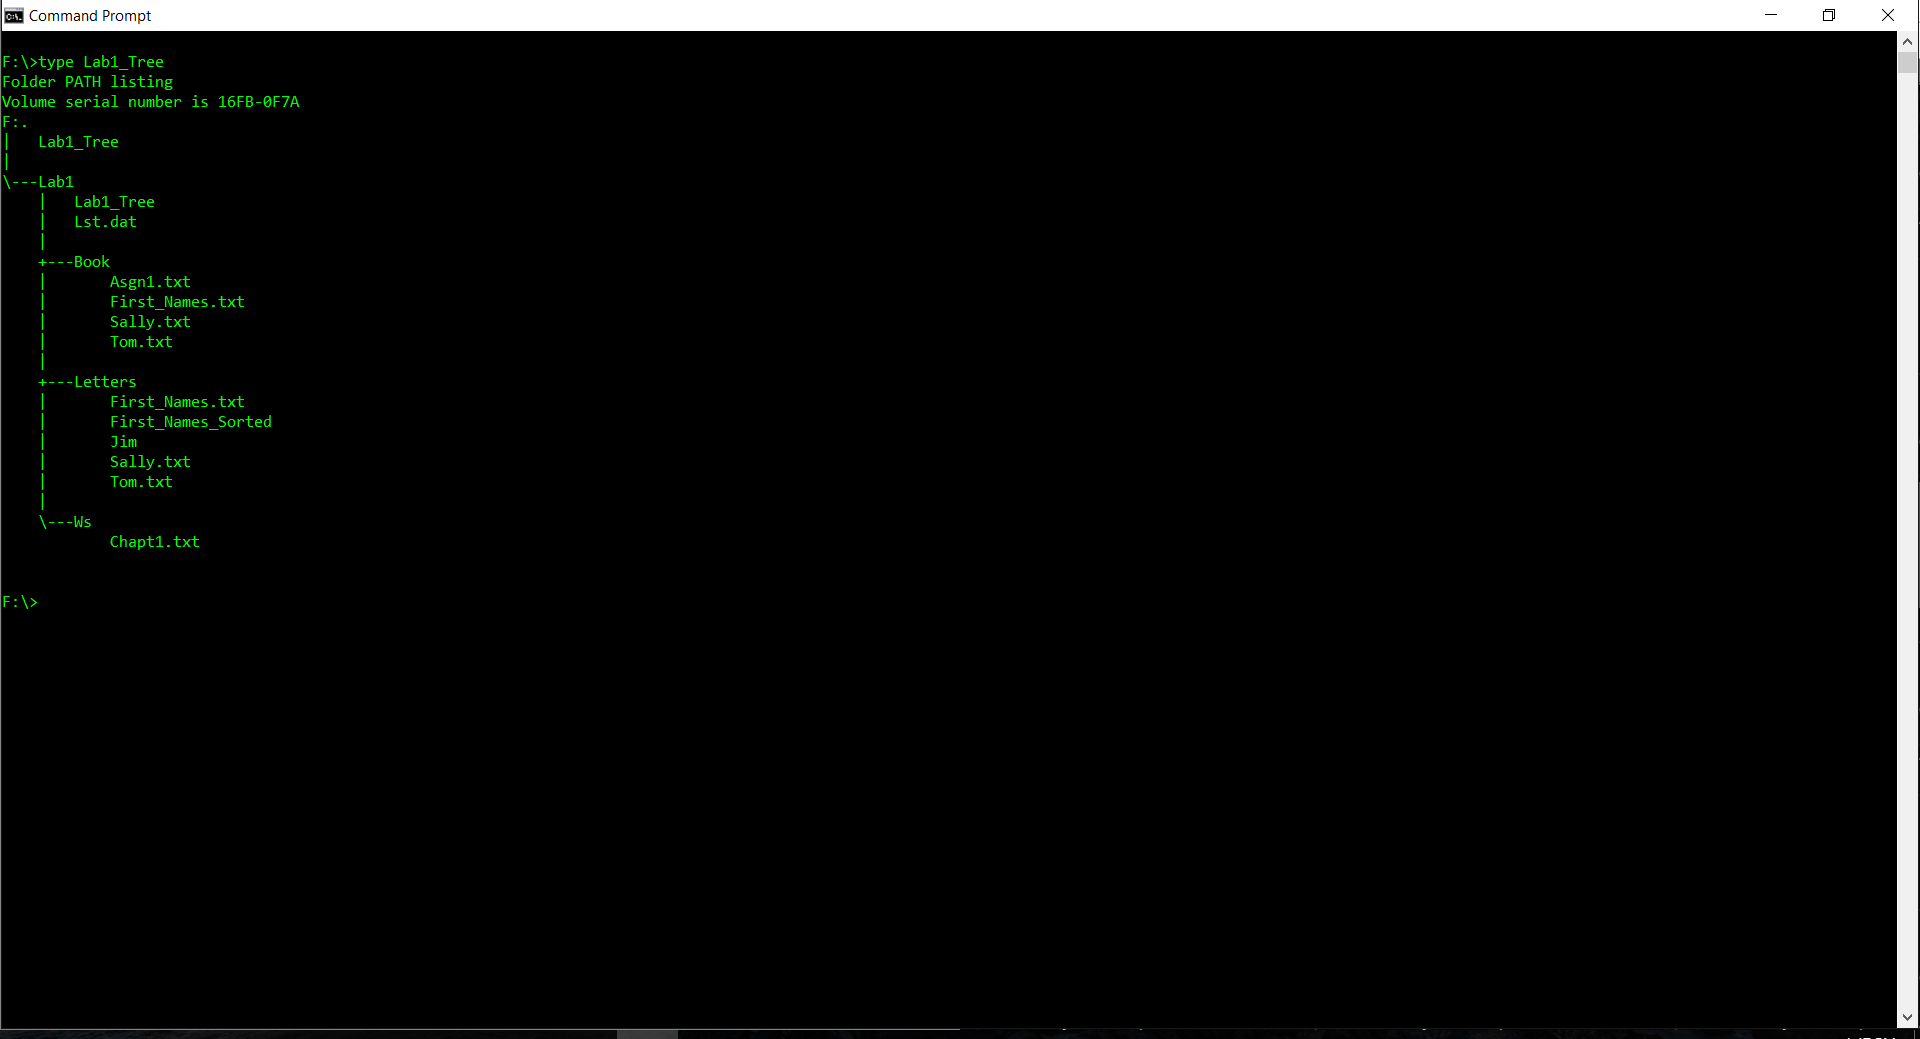 Command Prompt
F:\>type Lab1_Tree
Folder PATH listing
Volume serial number is 16FB-0F7A
F:.
|   Lab1_Tree
|
\---Lab1
    |   Lab1_Tree
    |   Lst.dat
    |
    +---Book
    |       Asgn1.txt
    |       First_Names.txt
    |       Sally.txt
    |       Tom.txt
    |
    +---Letters
    |       First_Names.txt
    |       First_Names_Sorted
    |       Jim
    |       Sally.txt
    |       Tom.txt
    |
    \---Ws
            Chapt1.txt
F:\>